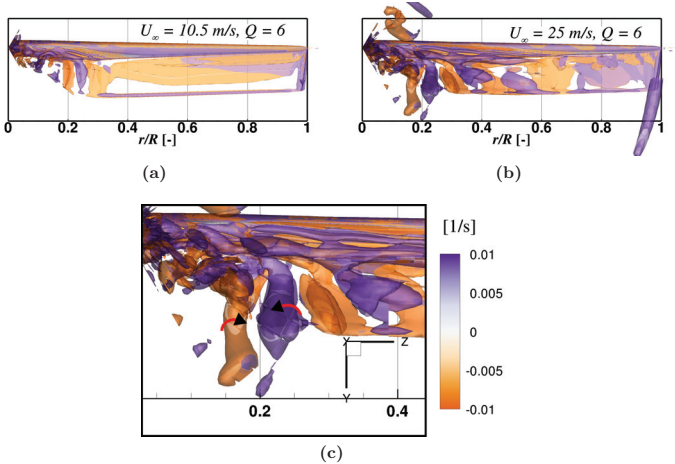 U∞ = 10.5 m/s, Q = 6
0 0.2 0.4 0.6 0.8 1
r/R [-]
(a)
U∞ = 25 m/s, Q = 6
0 0.2 0.4 0.6 0.8 1
r/R [-]
(b)
[1/s]
0.01
0.005
0
-0.005
-0.01
X Z
Y
0.2 0.4
(c)